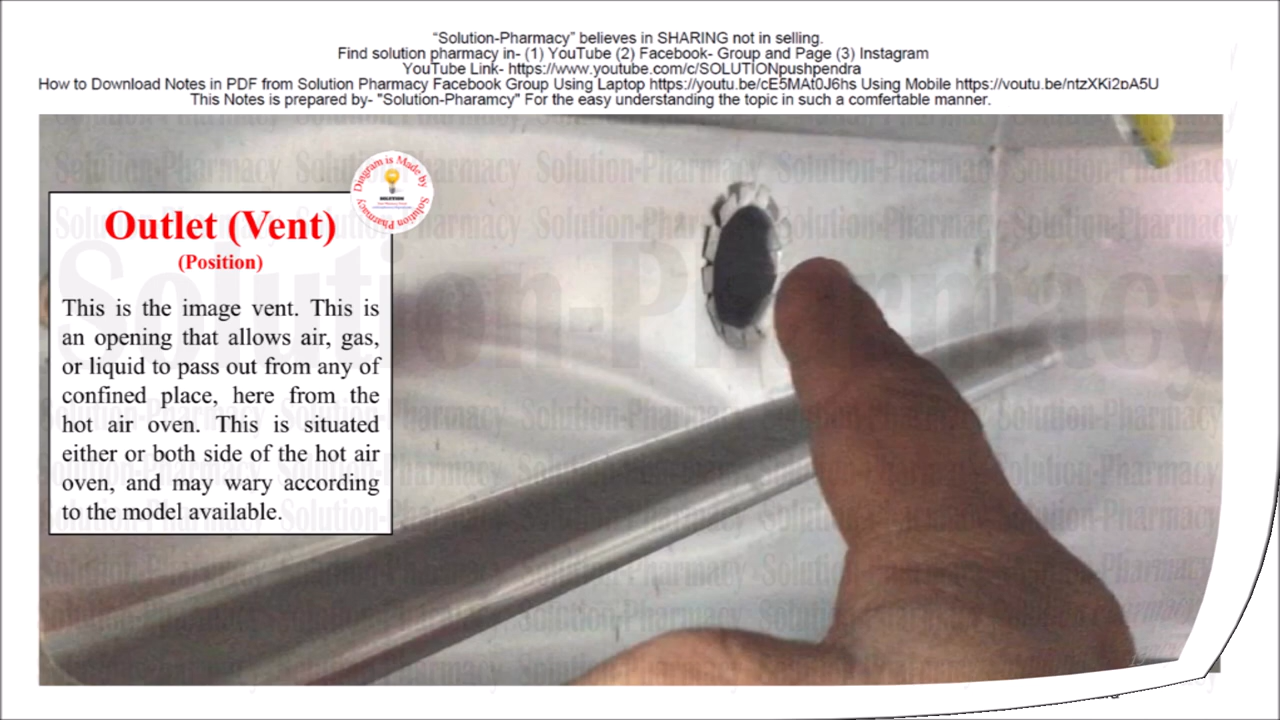 “Solution-Pharmacy” believes in SHARING not in selling.
Find solution pharmacy in- (1) YouTube (2) Facebook- Group and Page (3) Instagram
YouTube Link- https://www.youtube.com/c/SOLUTIONpushpendra
How to Download Notes in PDF from Solution Pharmacy Facebook Group Using Laptop https://youtu.be/cE5MAt0J6hs Using Mobile https://youtu.be/ntzXKi2pA5U
This Notes is prepared by- "Solution-Pharamcy" For the easy understanding the topic in such a comfertable manner.
Diagram is Made by
SOLUTION
Solution Pharmacy
Outlet (Vent)
(Position)
This is the image vent. This is
an opening that allows air, gas,
or liquid to pass out from any of
confined place, here from the
hot air oven. This is situated
either or both side of the hot air
oven, and may wary according
to the model available.
Solution-Pharmacy